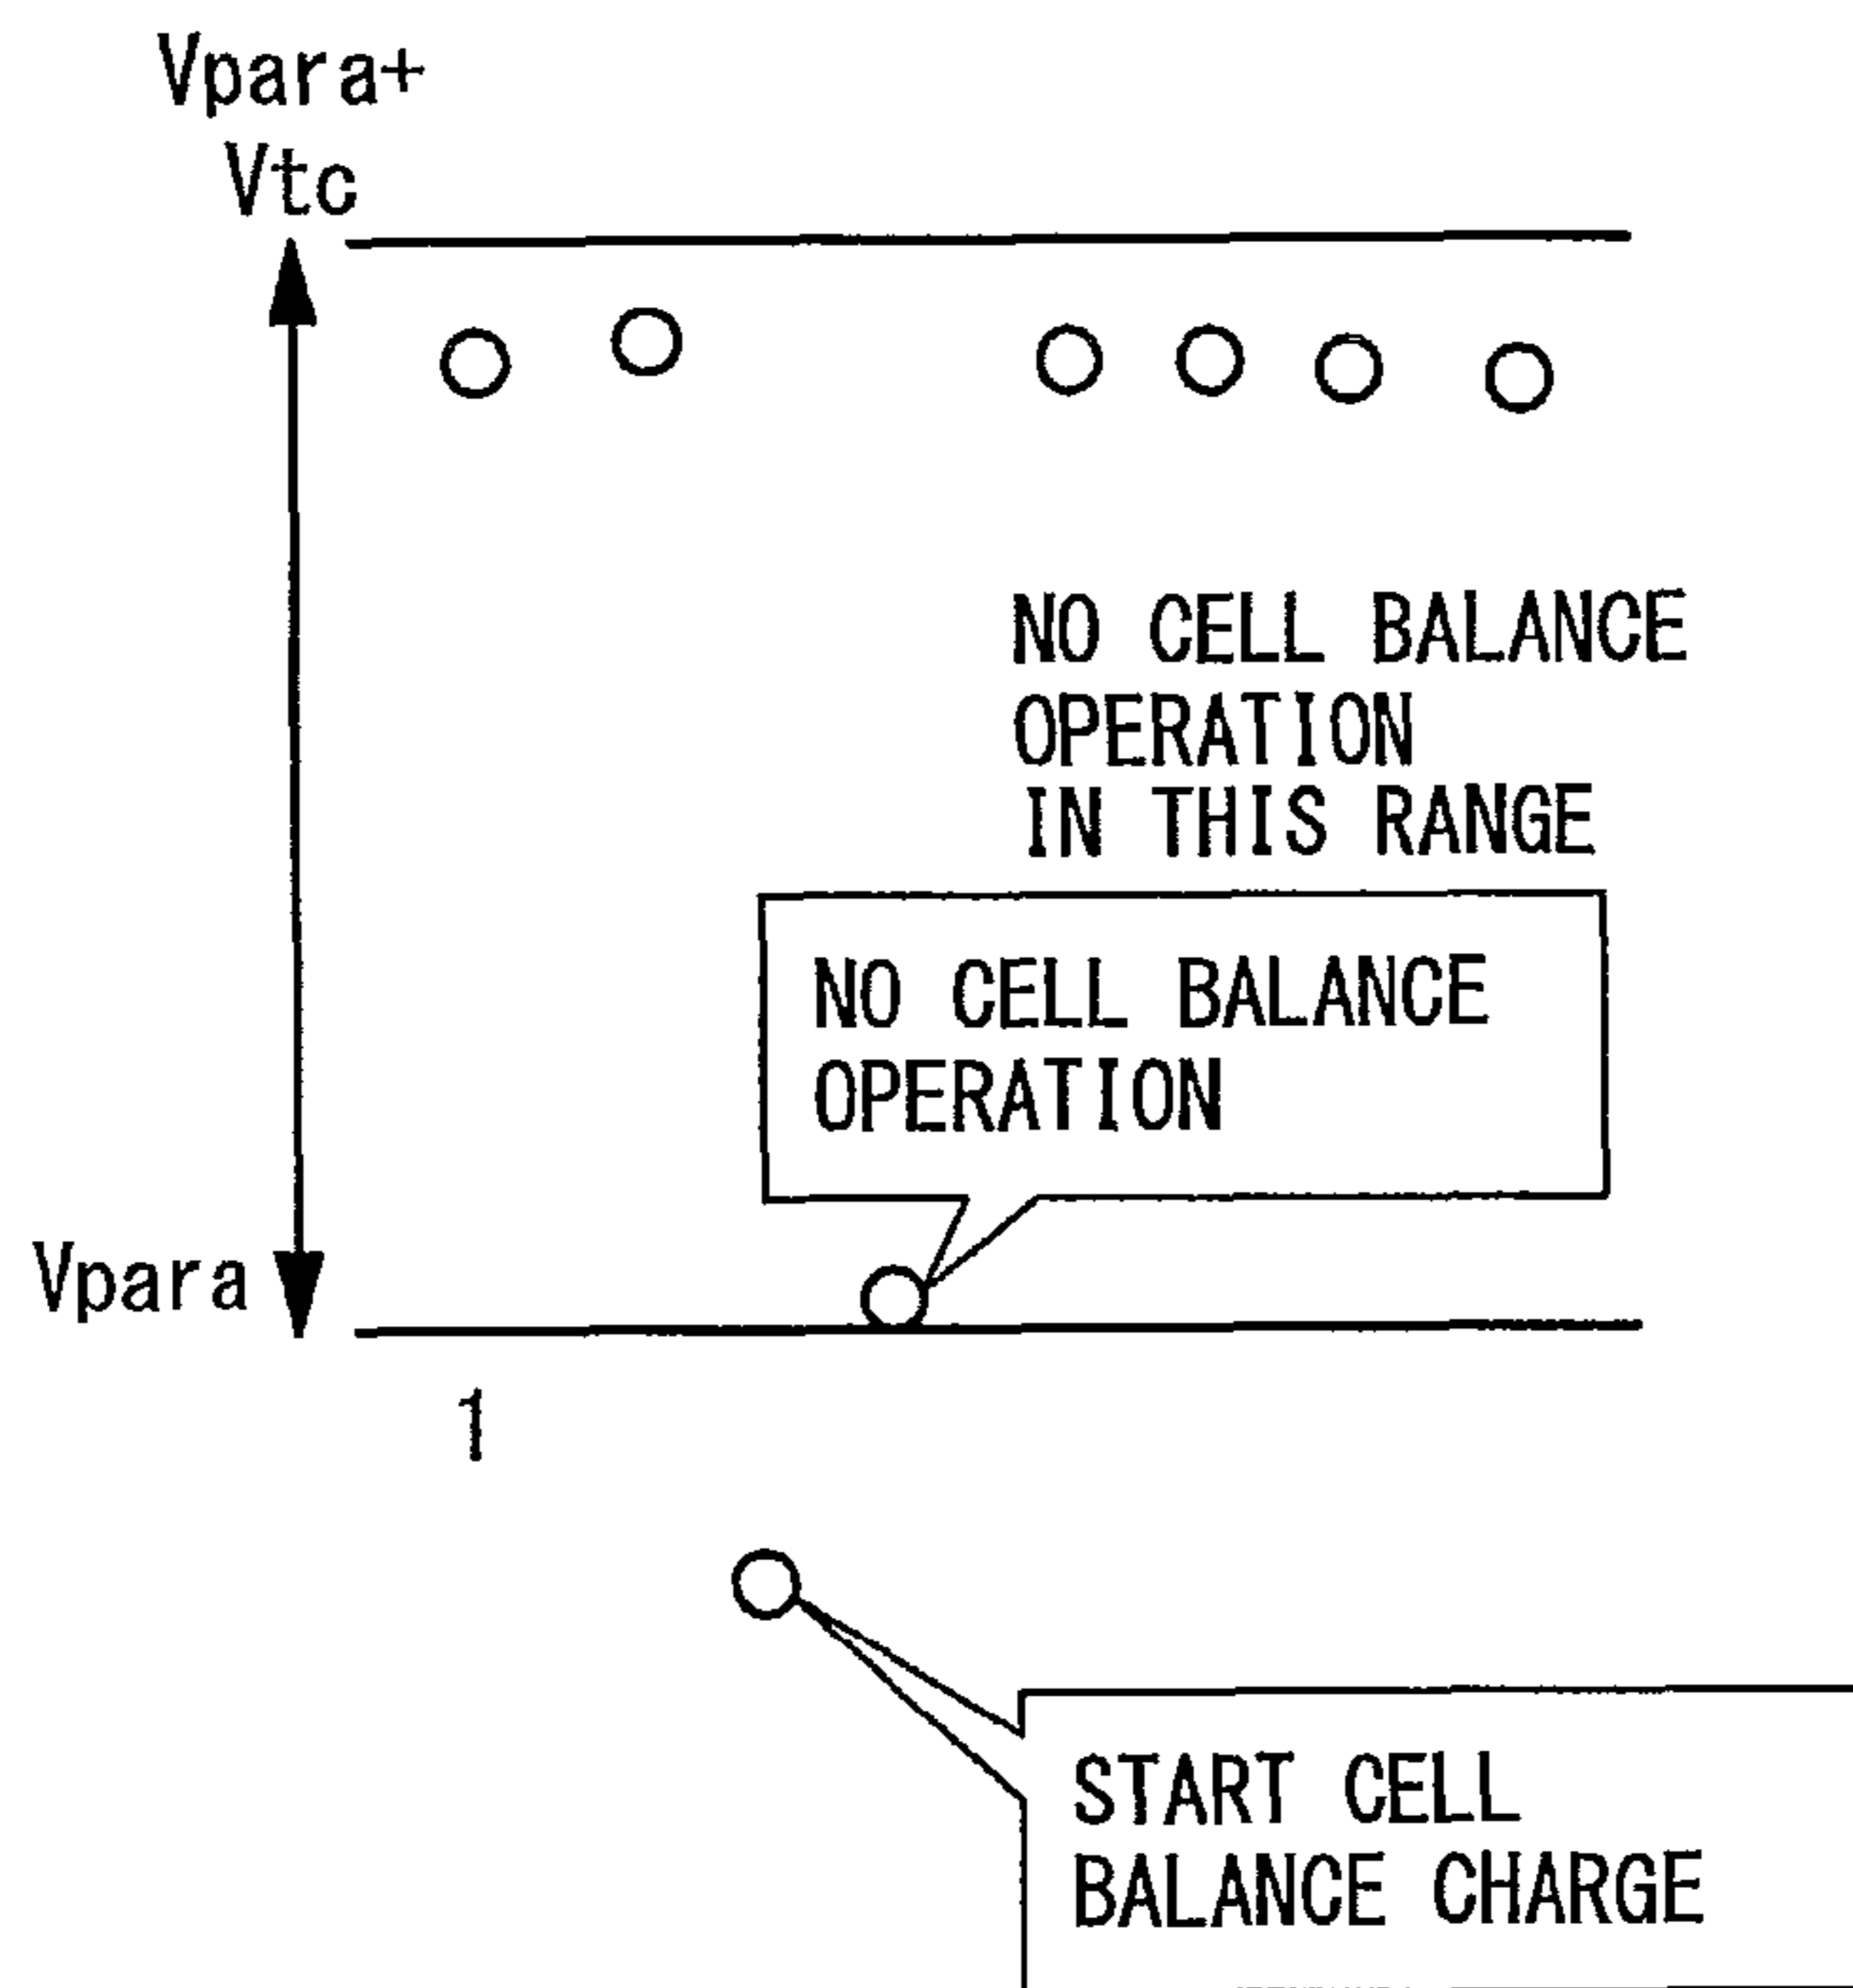 Vpara+
Vtc
NO CELL BALANCE
OPERATION
IN THIS RANGE
NO CELL BALANCE
OPERATION
Vpara
1
START CELL
BALANCE CHARGE